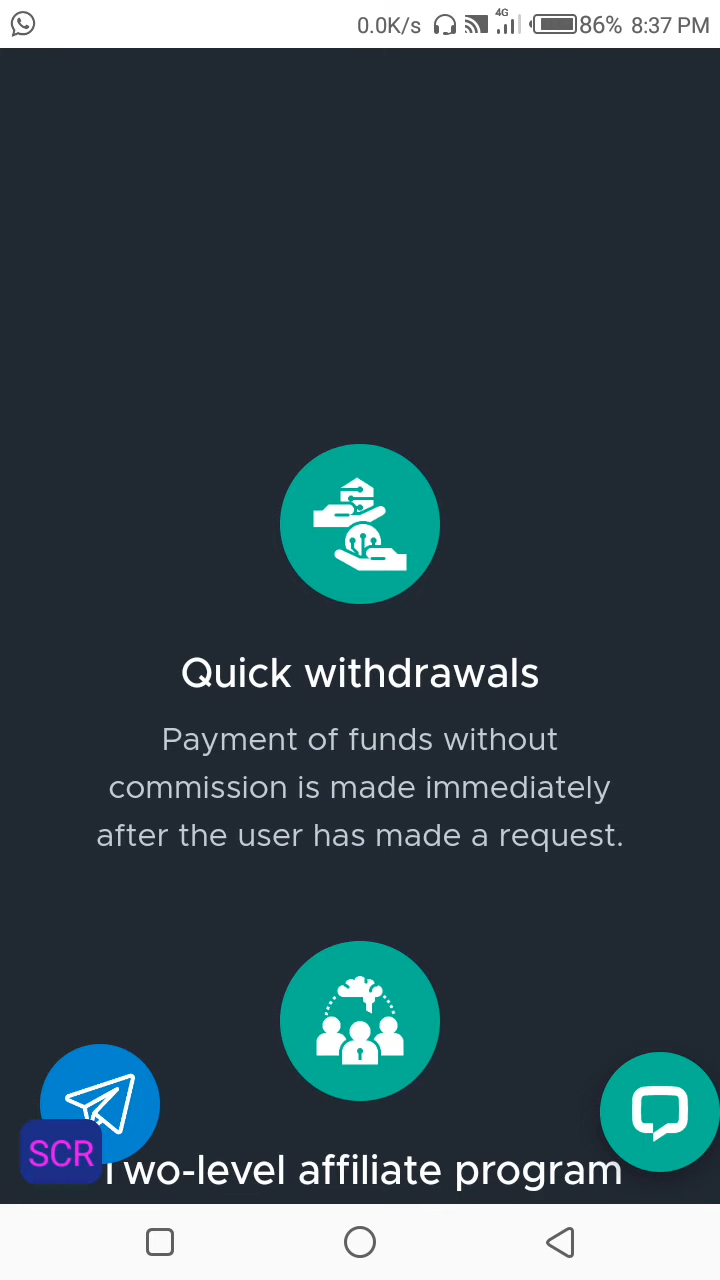 0.0K/s 4G 86% 8:37 PM
Quick withdrawals
Payment of funds without
commission is made immediately
after the user has made a request.
SCR
Two-level affiliate program